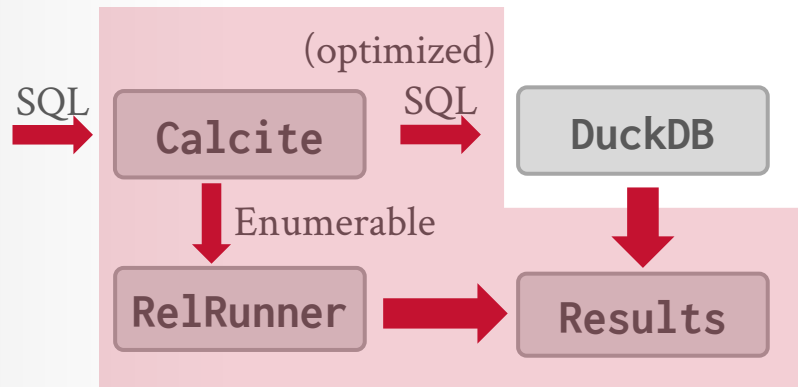 (optimized)
SQL
SQL
Calcite
DuckDB
Enumerable
RelRunner
Results